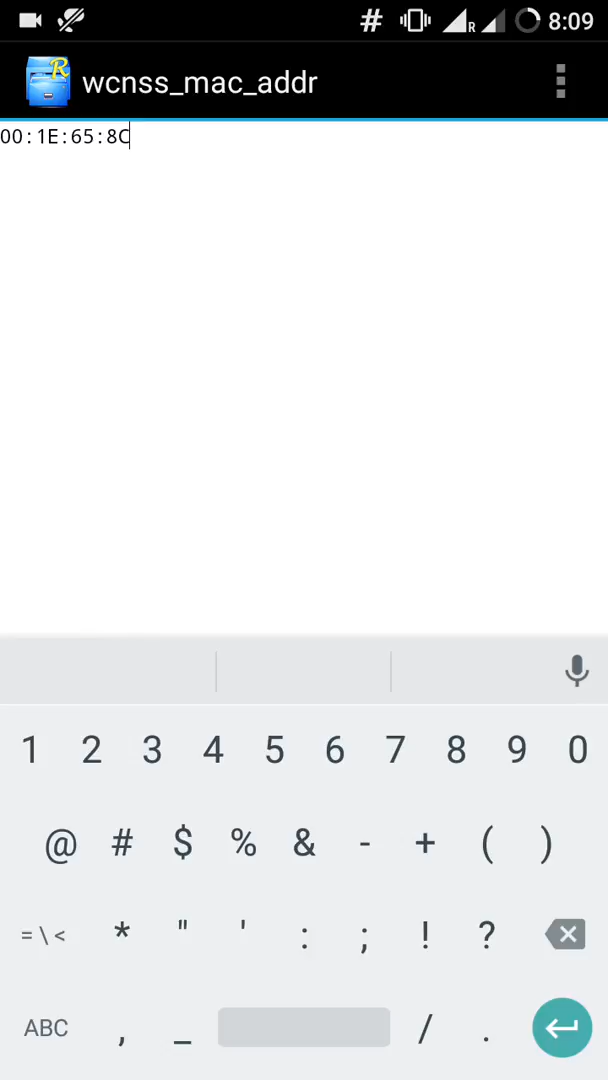 # R 8:09
R wcnss_mac_addr
00:1E:65:8C
1 2 3 4 5 6 7 8 9 0
@ # $ % & - + ( )
= \ < * " ' : ; ! ?
ABC , _ / .